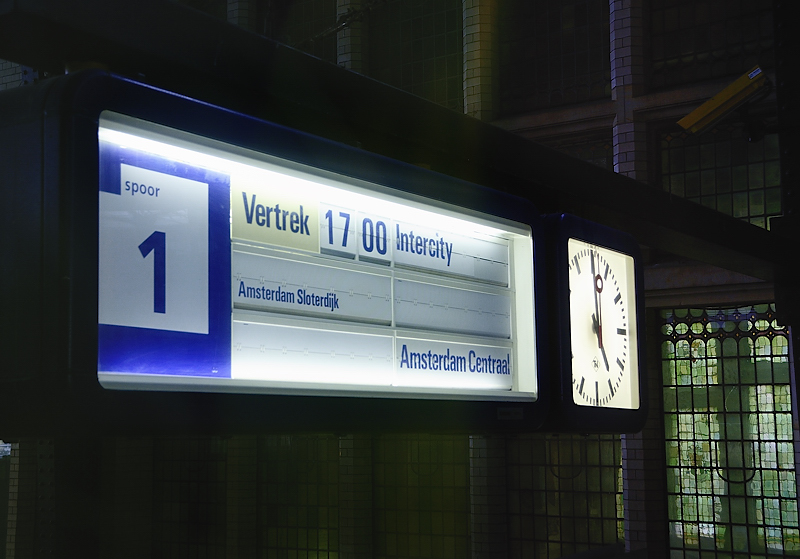 spoor
1
Vertrek 17 00 Intercity
Amsterdam Sloterdijk
Amsterdam Centraal